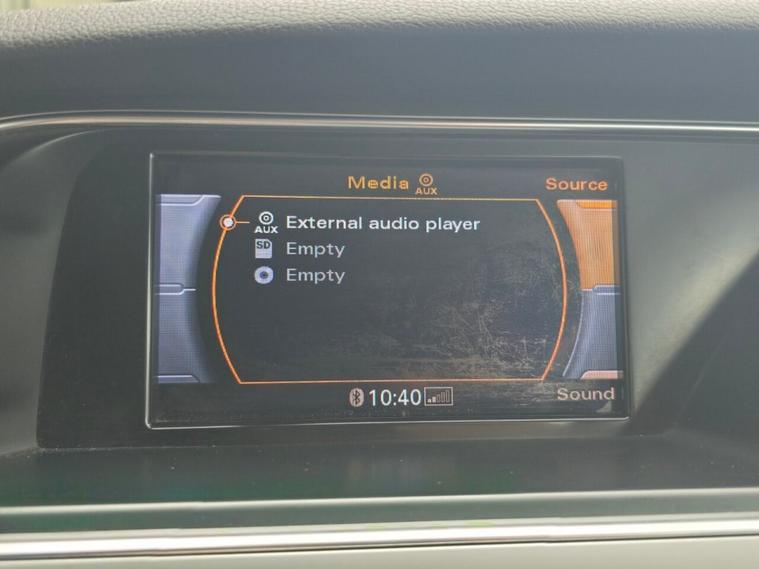 Media AUX
Source
AUX External audio player
SD Empty
Empty
10:40
Sound